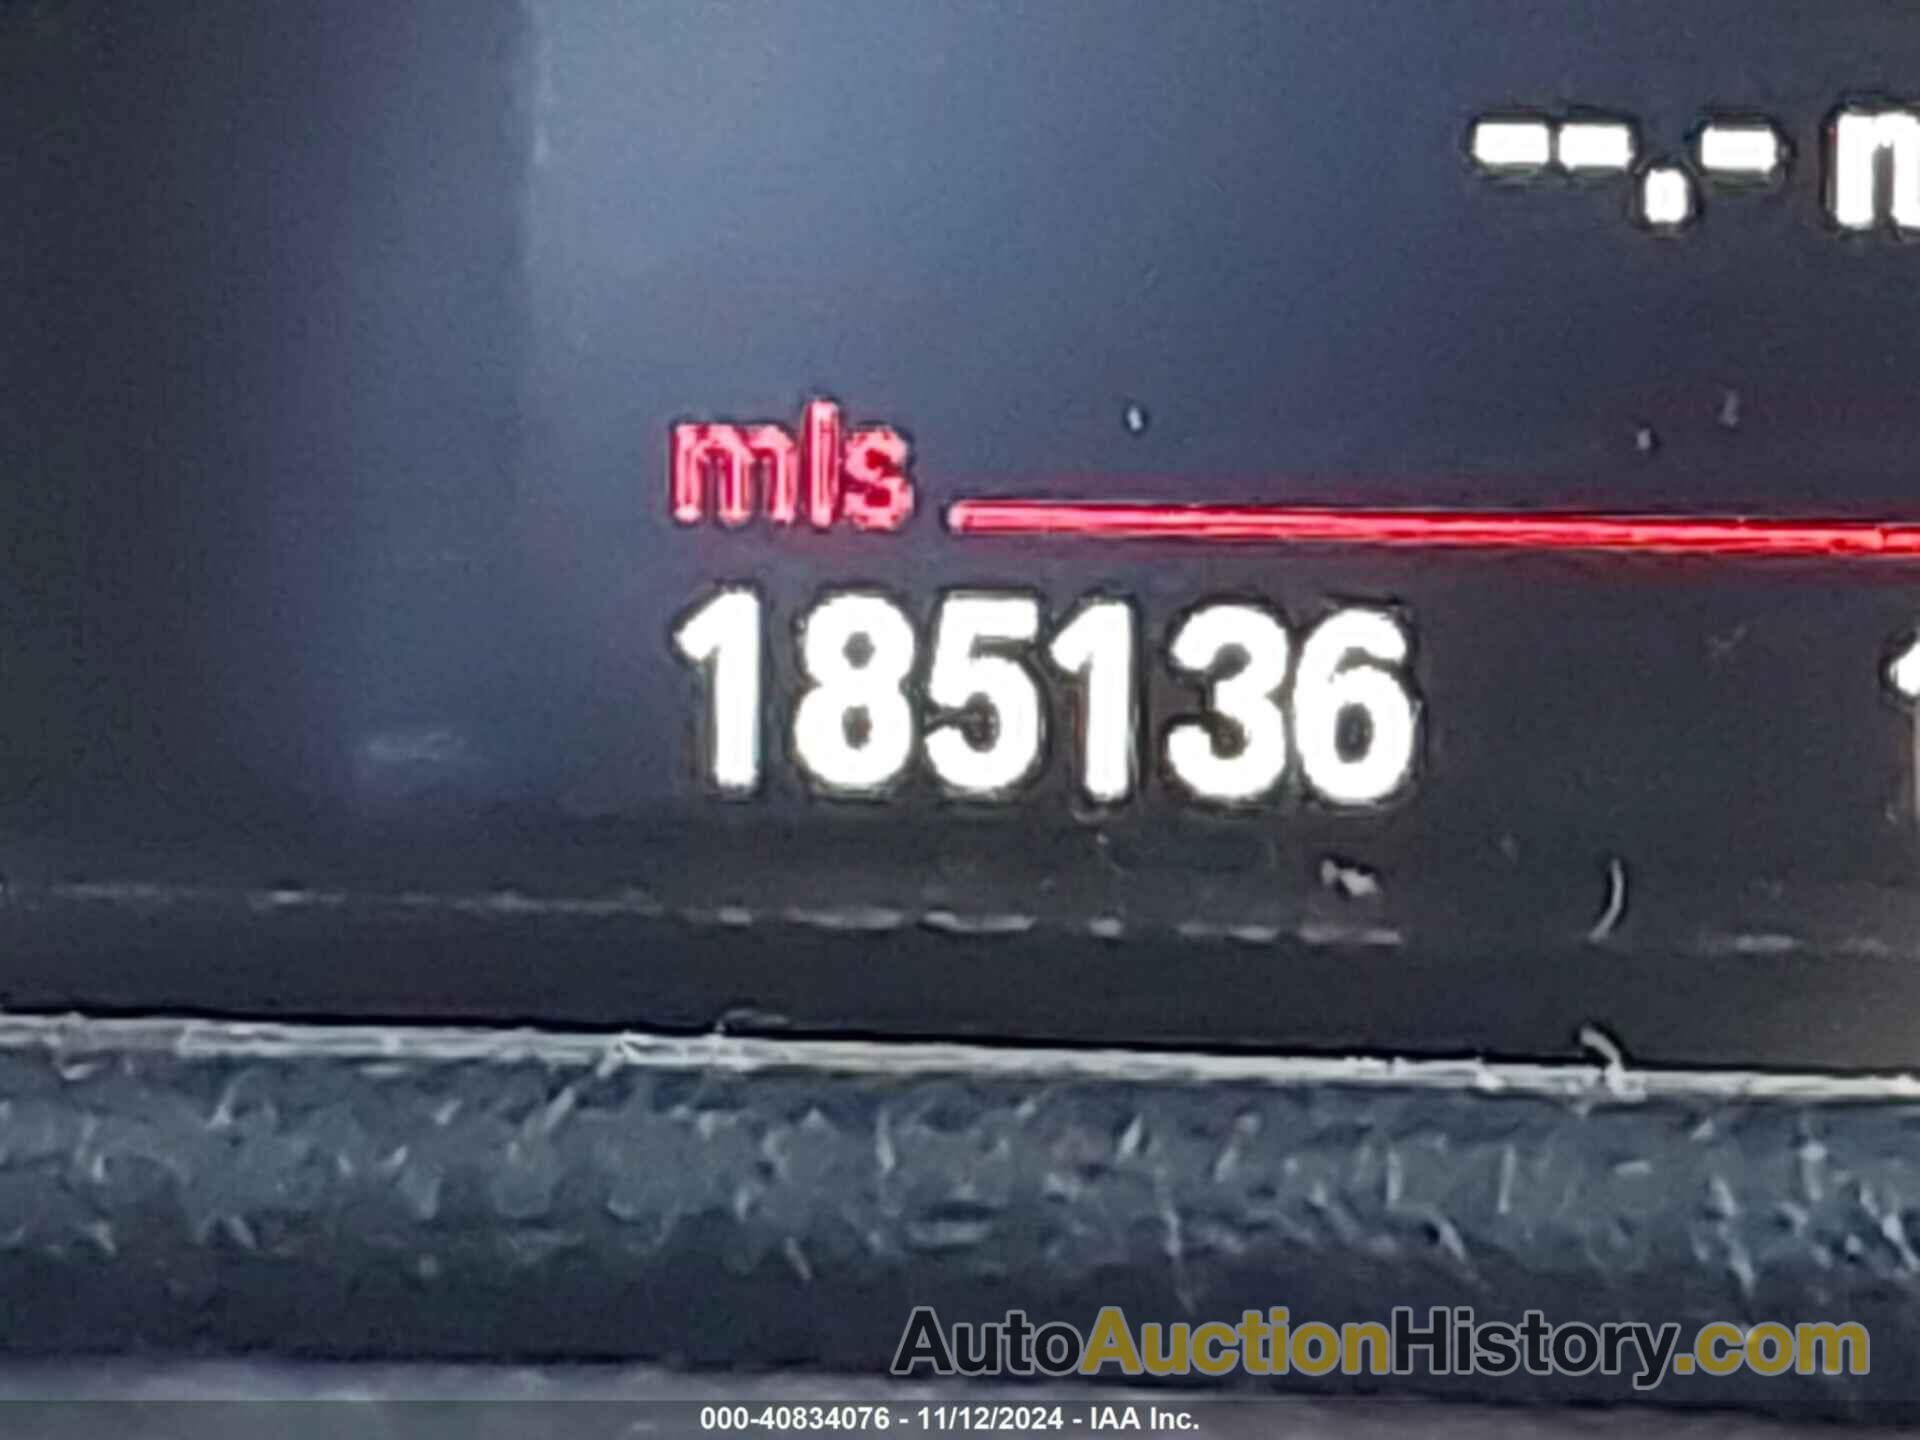 --.- m
mls
185136
AutoAuctionHistory.com
000-40834076 - 11/12/2024 - IAA Inc.